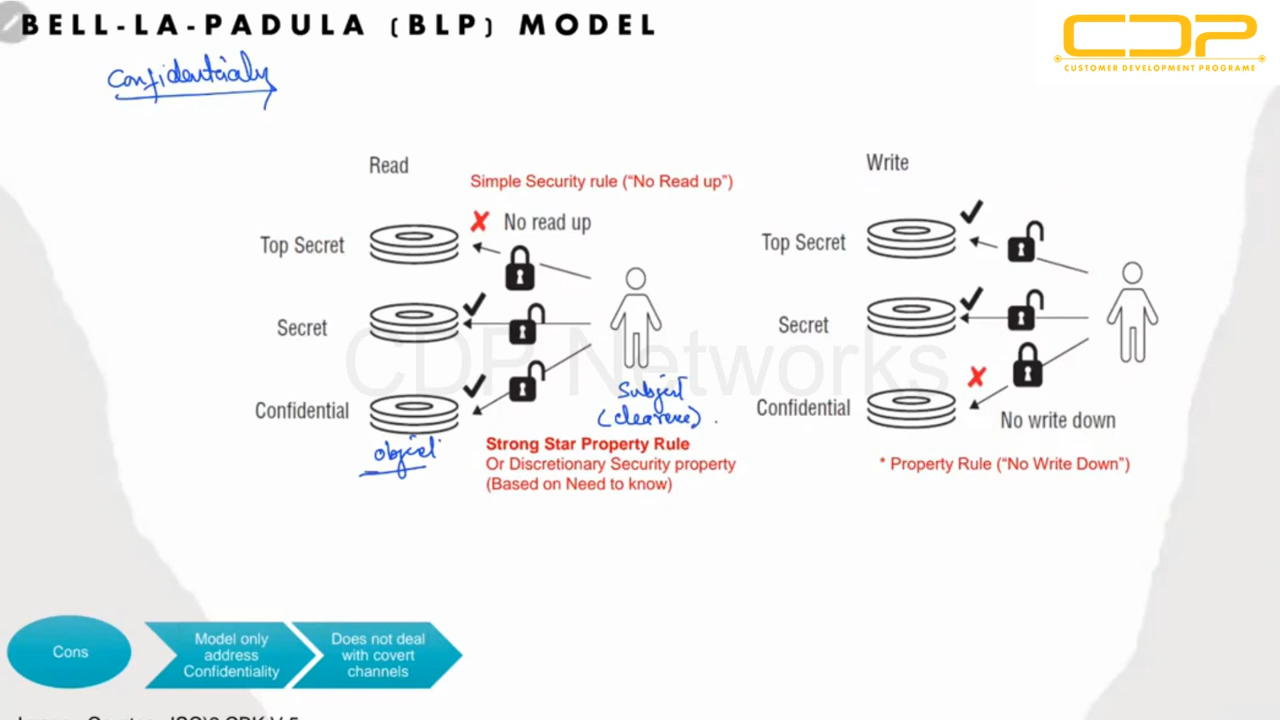 BELL-LA-PADULA (BLP) MODEL
CDP
CUSTOMER DEVELOPMENT PROGRAME
Confidentiality
Read
Simple Security rule (“No Read up”)
No read up
Top Secret
Secret
Confidential
Subject
(clearence)
object
Strong Star Property Rule
Or Discretionary Security property
(Based on Need to know)
Write
Top Secret
Secret
Confidential
No write down
* Property Rule (“No Write Down”)
CDP Networks
Cons
Model only
address
Confidentiality
Does not deal
with covert
channels